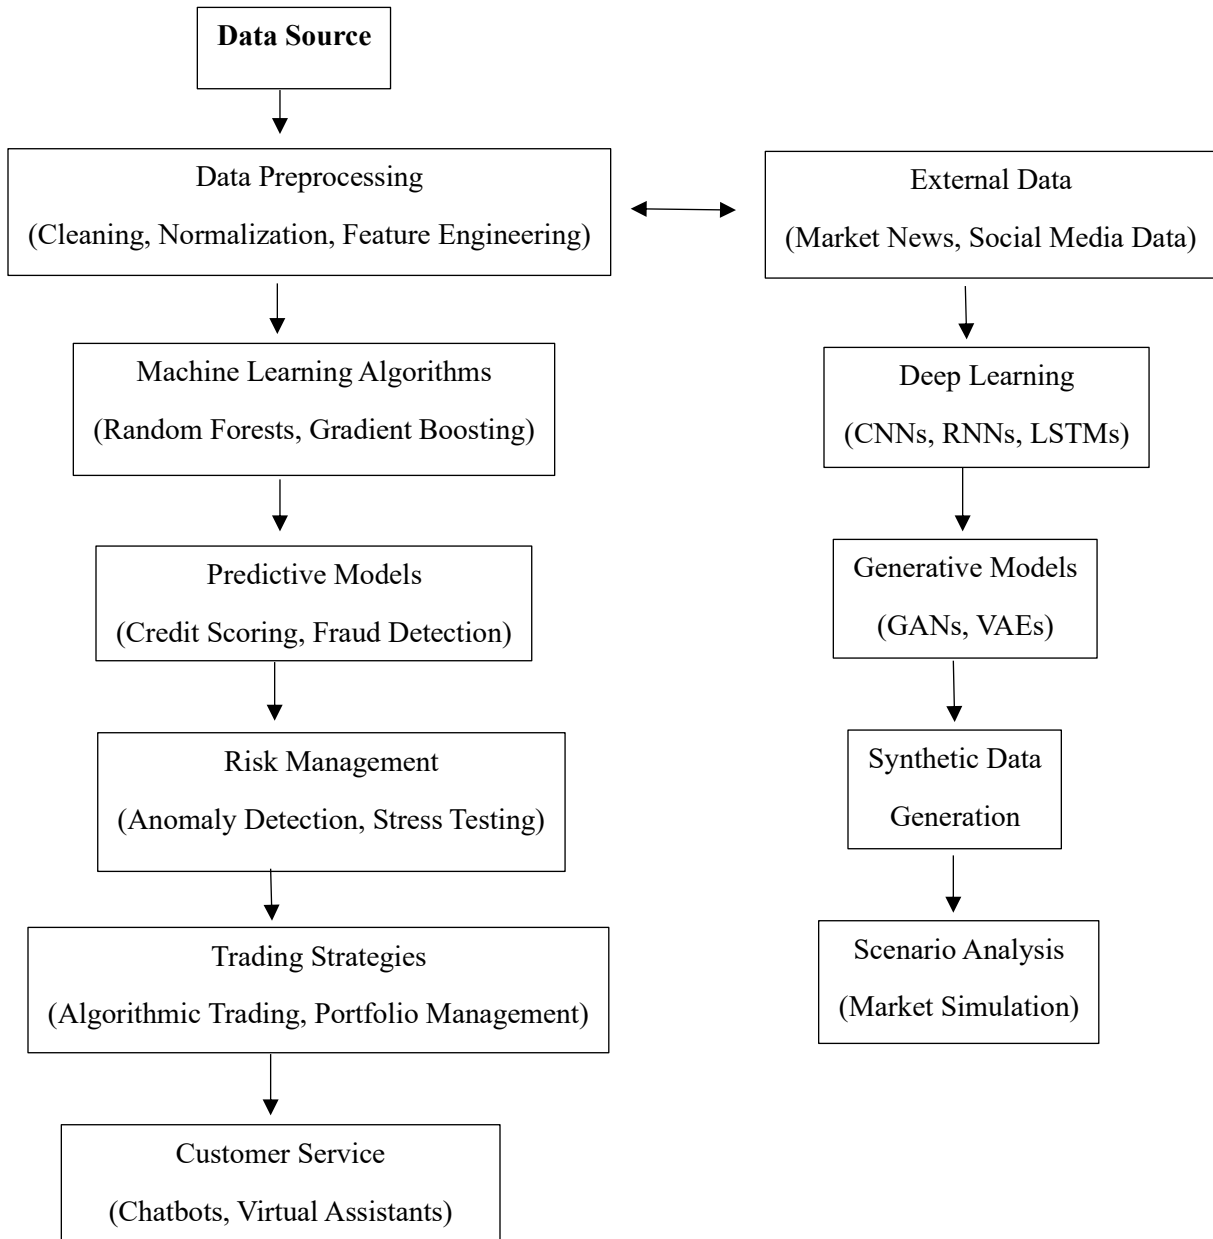 Data Source
Data Preprocessing
(Cleaning, Normalization, Feature Engineering)
External Data
(Market News, Social Media Data)
Machine Learning Algorithms
(Random Forests, Gradient Boosting)
Deep Learning
(CNNs, RNNs, LSTMs)
Predictive Models
(Credit Scoring, Fraud Detection)
Generative Models
(GANs, VAEs)
Risk Management
(Anomaly Detection, Stress Testing)
Synthetic Data
Generation
Trading Strategies
(Algorithmic Trading, Portfolio Management)
Scenario Analysis
(Market Simulation)
Customer Service
(Chatbots, Virtual Assistants)